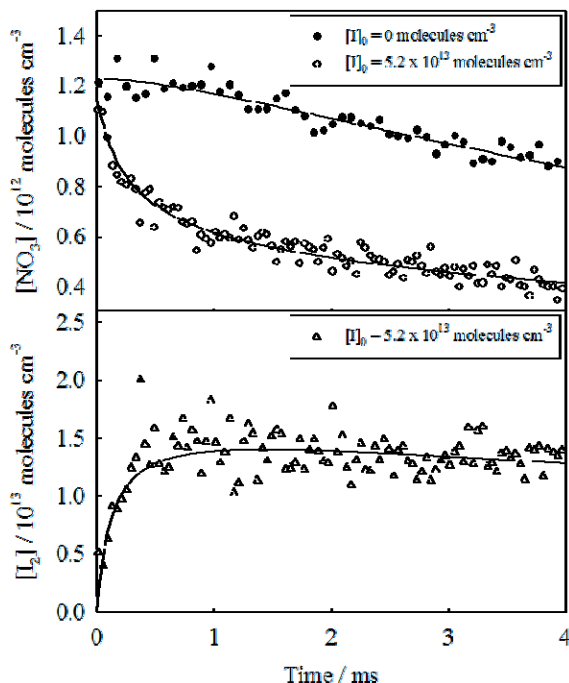 [NO₃] / 10¹² molecules cm⁻³
1.4
1.2
1.0
0.8
0.6
0.4
[I]₀ = 0 molecules cm⁻³
[I]₀ = 5.2 x 10¹³ molecules cm⁻³
[I₂] / 10¹³ molecules cm⁻³
2.5
2.0
1.5
1.0
0.5
0.0
[I]₀ = 5.2 x 10¹³ molecules cm⁻³
0
1
2
3
4
Time / ms